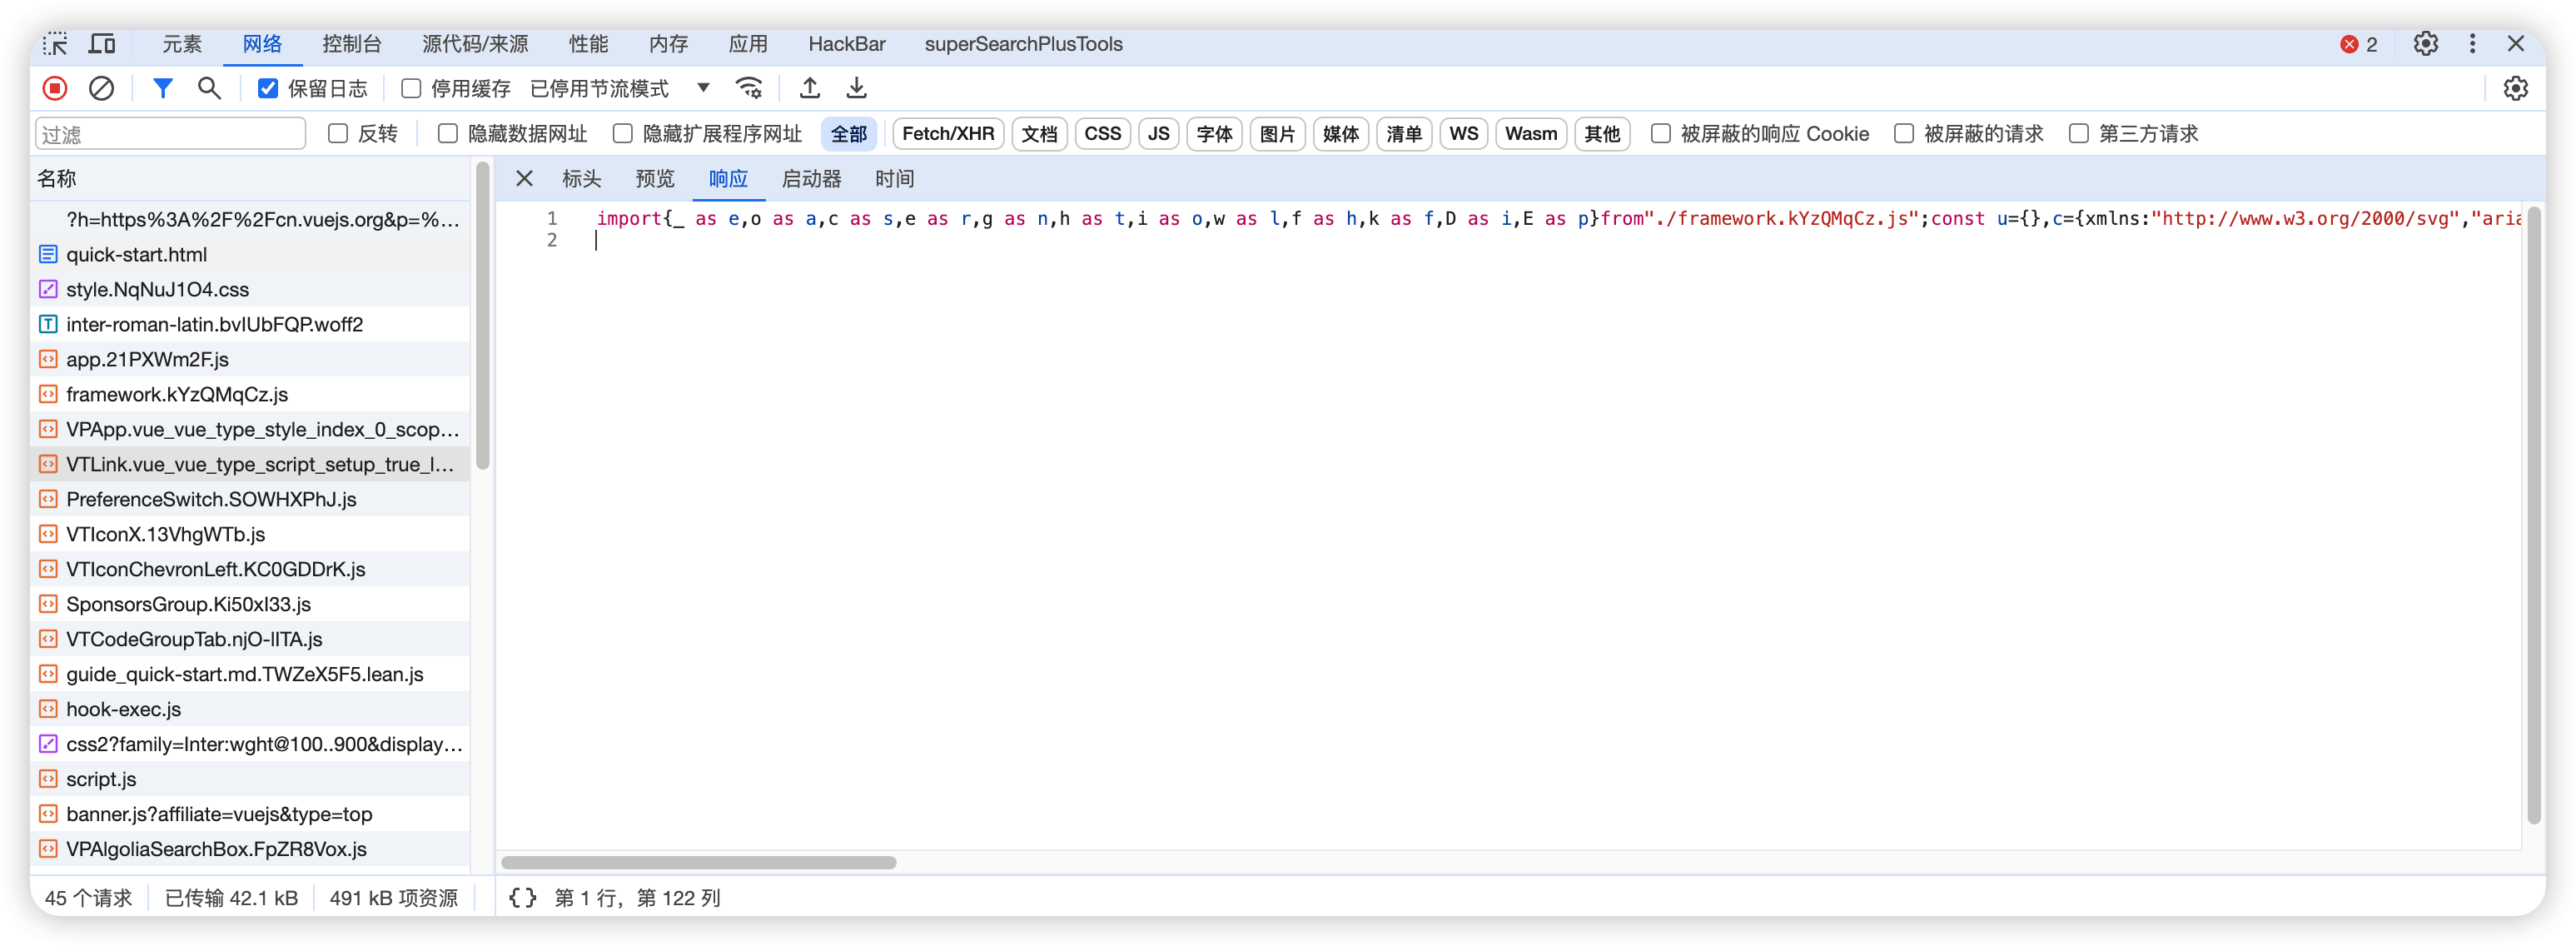 元素 网络 控制台 源代码/来源 性能 内存 应用 HackBar superSearchPlusTools 2
保留日志 停用缓存 已停用节流模式
过滤 反转 隐藏数据网址 隐藏扩展程序网址 全部 Fetch/XHR 文档 CSS JS 字体 图片 媒体 清单 WS Wasm 其他 被屏蔽的响应 Cookie 被屏蔽的请求 第三方请求
名称
?h=https%3A%2F%2Fcn.vuejs.org&p=%…
quick-start.html
style.NqNuJ1O4.css
inter-roman-latin.bvIUbFQP.woff2
app.21PXWm2F.js
framework.kYzQMqCz.js
VPApp.vue_vue_type_style_index_0_scop…
VTLink.vue_vue_type_script_setup_true_l…
PreferenceSwitch.SOWHXPhJ.js
VTIconX.13VhgWTb.js
VTIconChevronLeft.KC0GDDrK.js
SponsorsGroup.Ki50xI33.js
VTCodeGroupTab.njO-lITA.js
guide_quick-start.md.TWZeX5F5.lean.js
hook-exec.js
css2?family=Inter:wght@100..900&display…
script.js
banner.js?affiliate=vuejs&type=top
VPAlgoliaSearchBox.FpZR8Vox.js
标头 预览 响应 启动器 时间
1 import{_ as e,o as a,c as s,e as r,g as n,h as t,i as o,w as l,f as h,k as f,D as i,E as p}from"./framework.kYzQMqCz.js";const u={},c={xmlns:"http://www.w3.org/2000/svg","aria
2
45 个请求 已传输 42.1 kB 491 kB 项资源
{} 第 1 行，第 122 列